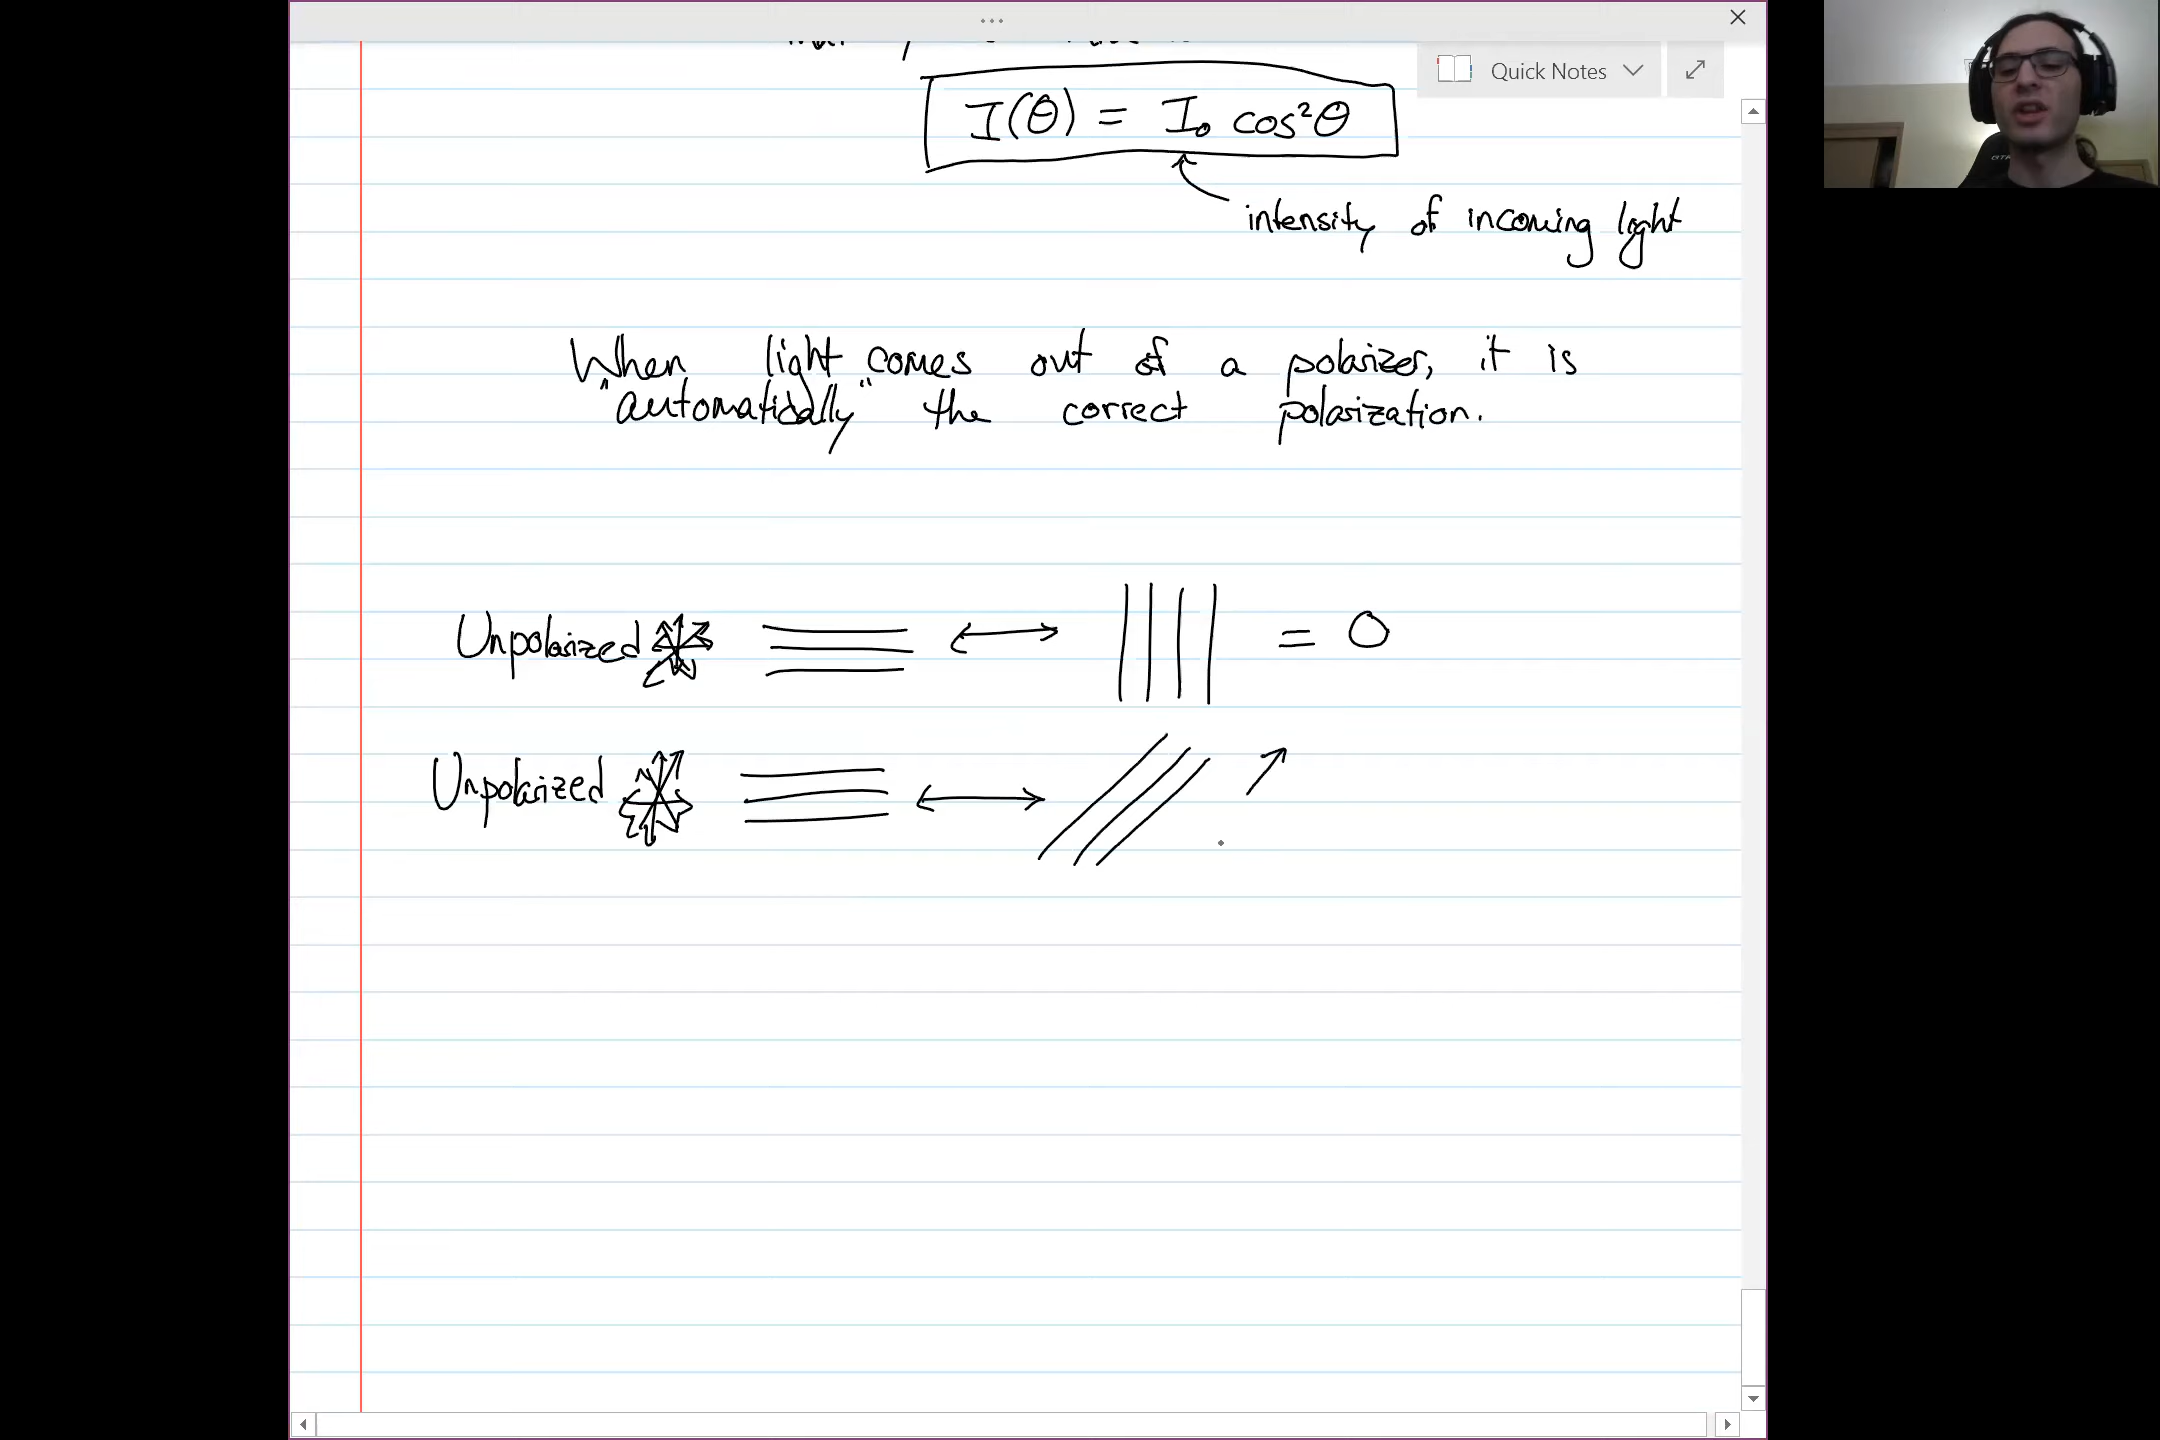 Quick Notes
I(θ) = I₀ cos²θ
intensity of incoming light
When light comes out of a polarizer, it is
"automatically" the correct polarization.
Unpolarized = 0
Unpolarized